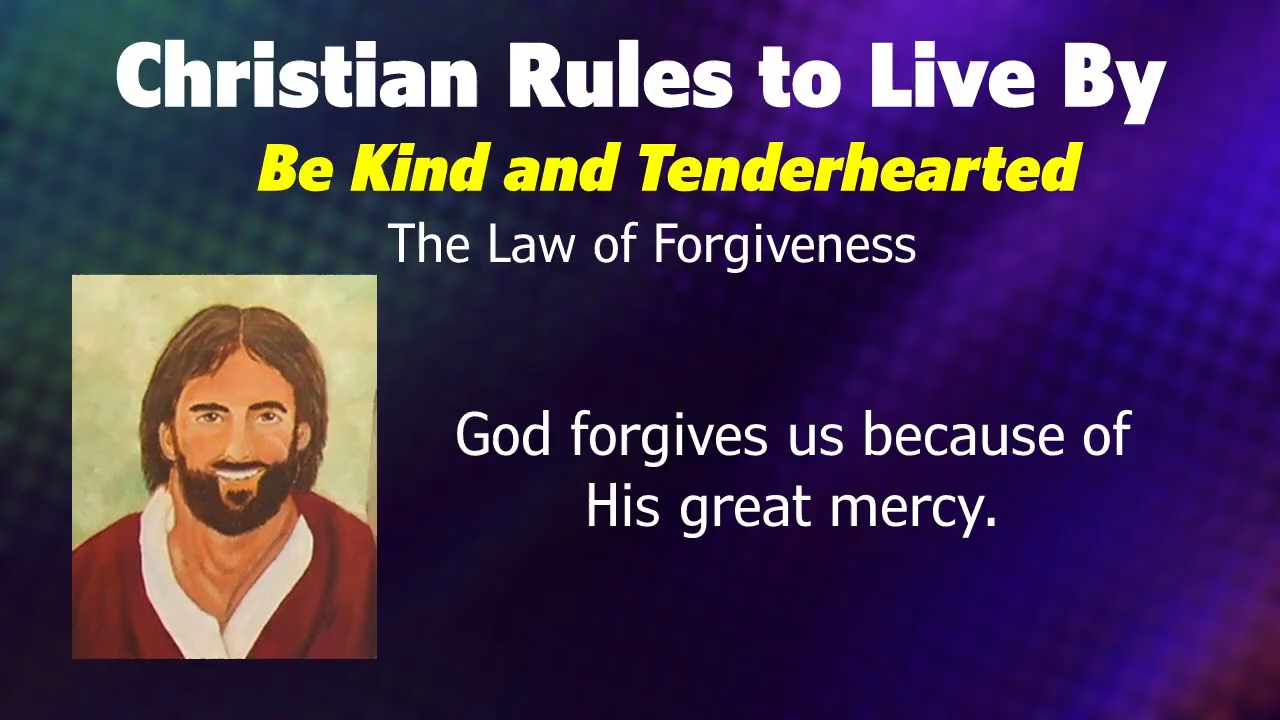 Christian Rules to Live By
Be Kind and Tenderhearted
The Law of Forgiveness
God forgives us because of
His great mercy.